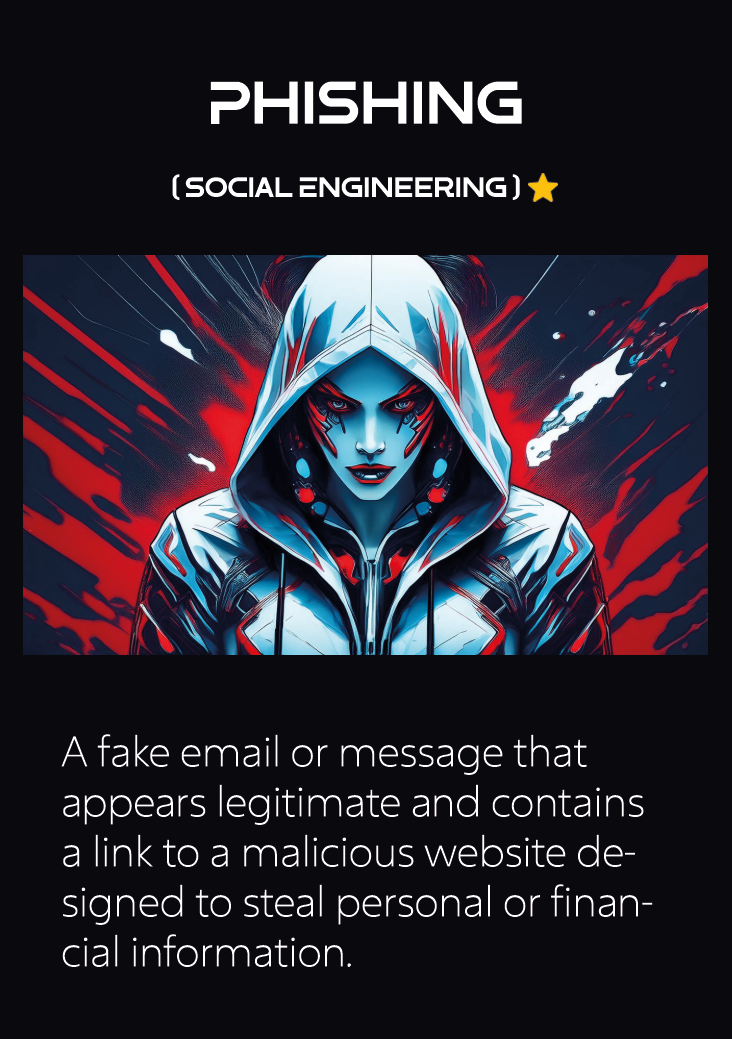 PHISHING
(SOCIAL ENGINEERING)
A fake email or message that
appears legitimate and contains
a link to a malicious website de-
signed to steal personal or finan-
cial information.